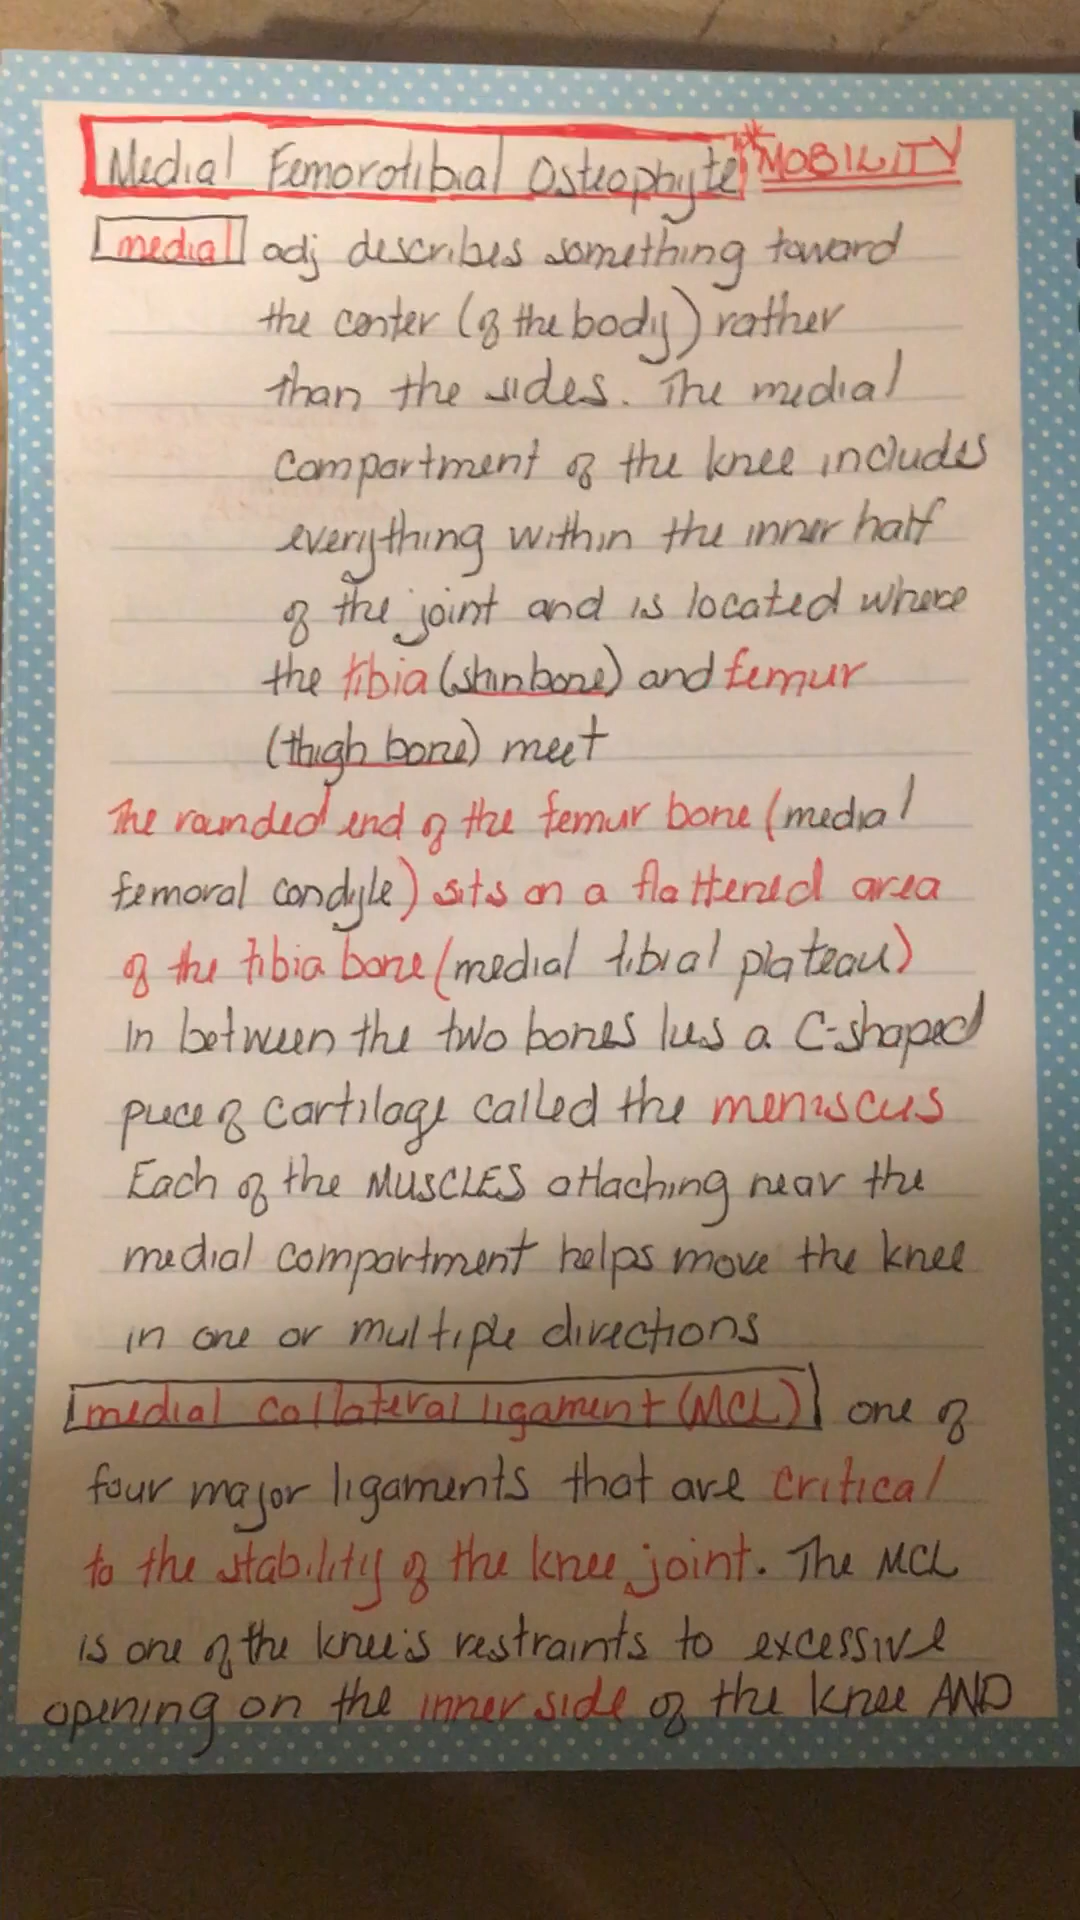 Medial Femorotibial Osteophyte *MOBILITY
medial adj describes something toward
the center (of the body) rather
than the sides. The medial
compartment of the knee includes
everything within the inner half
of the joint and is located where
the tibia (shinbone) and femur
(thigh bone) meet
The rounded end of the femur bone (medial
femoral condyle) sits on a flattened area
of the tibia bone (medial tibial plateau)
In between the two bones lies a C-shaped
piece of cartilage called the meniscus
Each of the MUSCLES attaching near the
medial compartment helps move the knee
in one or multiple directions
medial collateral ligament (MCL) one of
four major ligaments that are critical
to the stability of the knee joint. The MCL
is one of the knee's restraints to excessive
opening on the inner side of the knee AND